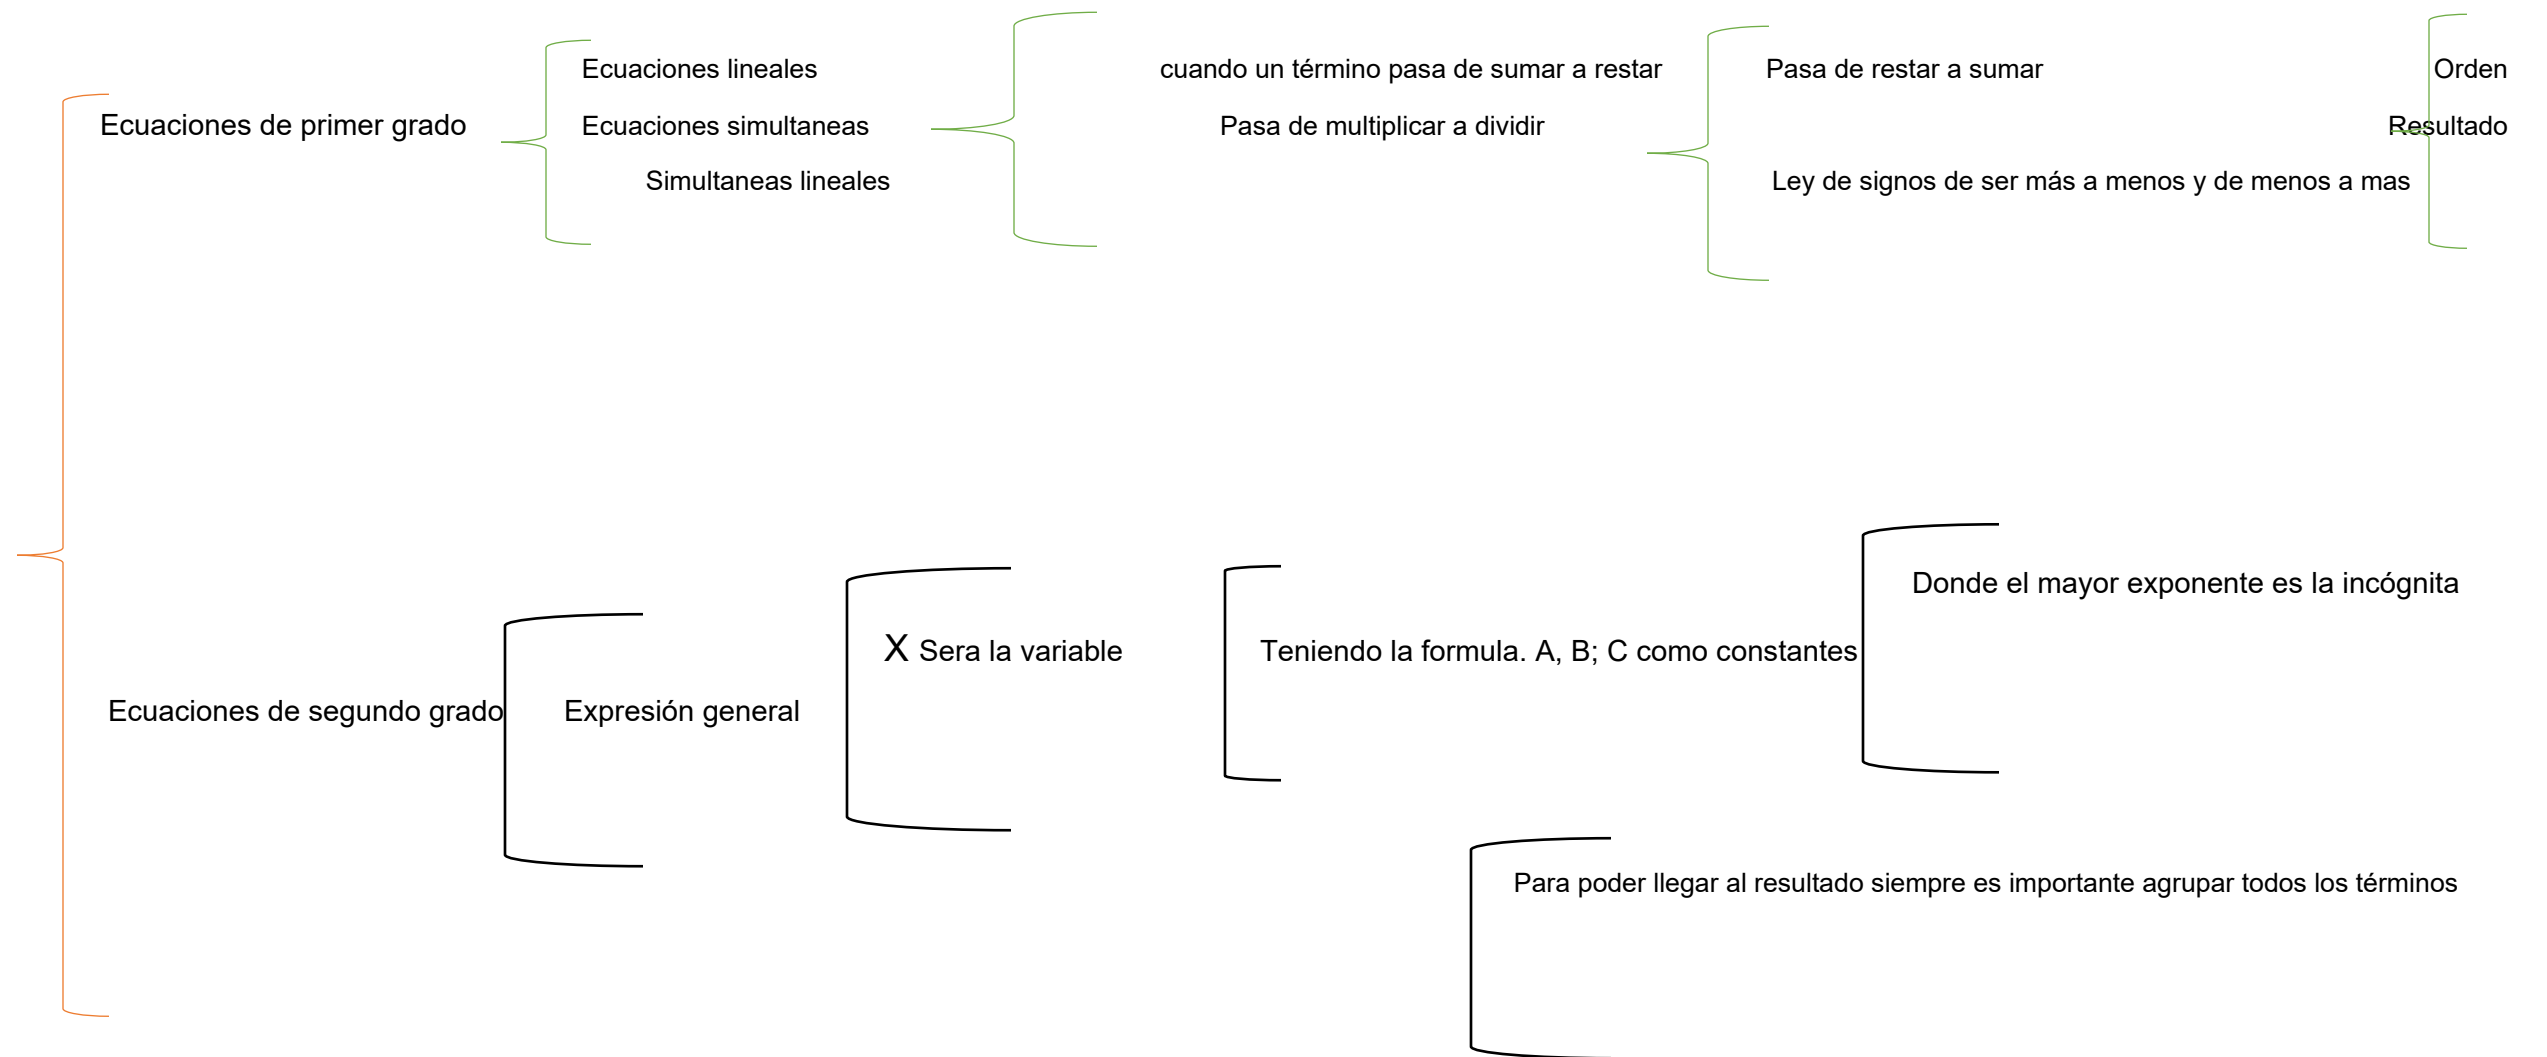 Ecuaciones lineales cuando un término pasa de sumar a restar Pasa de restar a sumar Orden
Ecuaciones de primer grado Ecuaciones simultaneas Pasa de multiplicar a dividir Resultado
Simultaneas lineales Ley de signos de ser más a menos y de menos a mas
Donde el mayor exponente es la incógnita
X Sera la variable Teniendo la formula. A, B; C como constantes
Ecuaciones de segundo grado Expresión general
Para poder llegar al resultado siempre es importante agrupar todos los términos